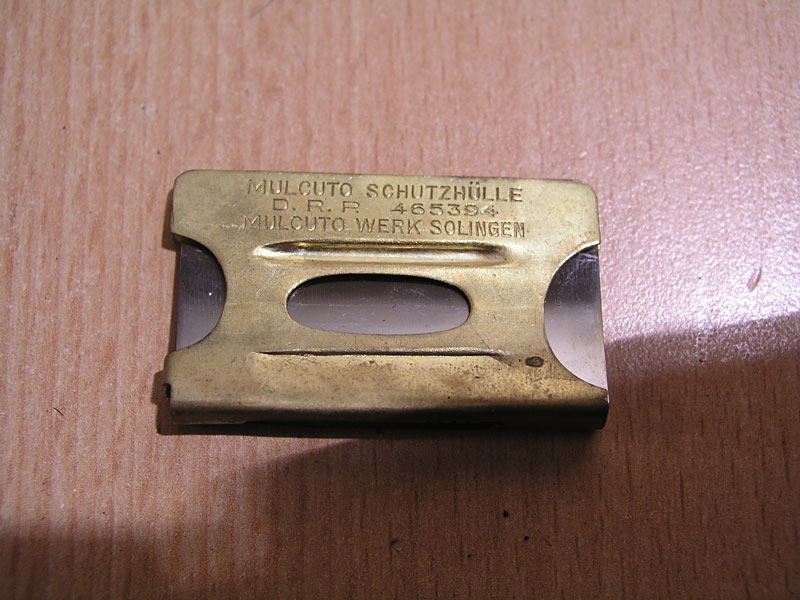 MULCUTO SCHUTZHÜLLE
D. R. P. 465394
MULCUTO WERK SOLINGEN